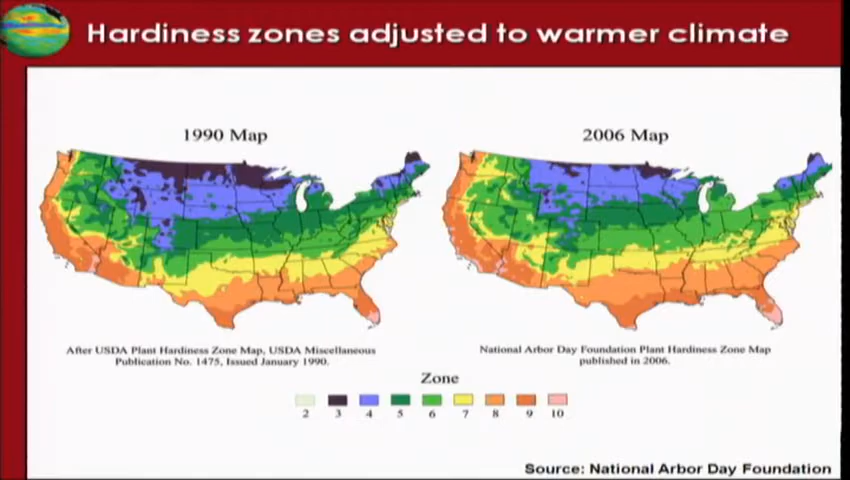 Hardiness zones adjusted to warmer climate
1990 Map
2006 Map
After USDA Plant Hardiness Zone Map, USDA Miscellaneous
Publication No. 1475, Issued January 1990.
National Arbor Day Foundation Plant Hardiness Zone Map
published in 2006.
Zone
2 3 4 5 6 7 8 9 10
Source: National Arbor Day Foundation